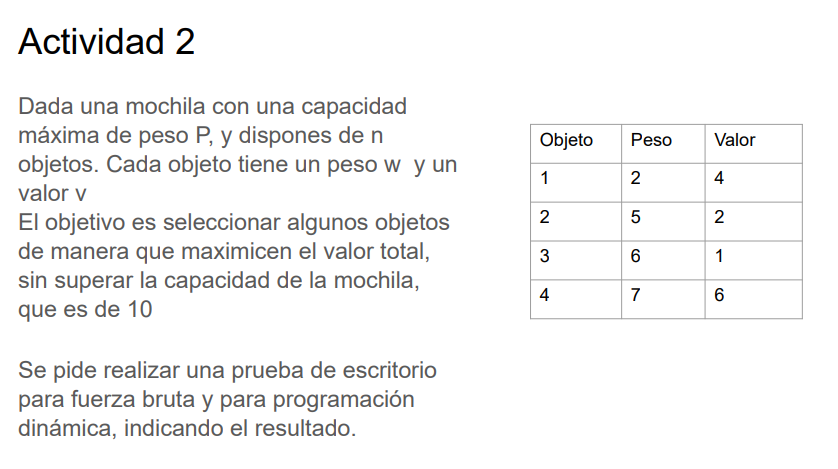 Actividad 2
Dada una mochila con una capacidad
máxima de peso P, y dispones de n
objetos. Cada objeto tiene un peso w  y un
valor v
El objetivo es seleccionar algunos objetos
de manera que maximicen el valor total,
sin superar la capacidad de la mochila,
que es de 10
Se pide realizar una prueba de escritorio
para fuerza bruta y para programación
dinámica, indicando el resultado.
Objeto Peso Valor
1 2 4
2 5 2
3 6 1
4 7 6